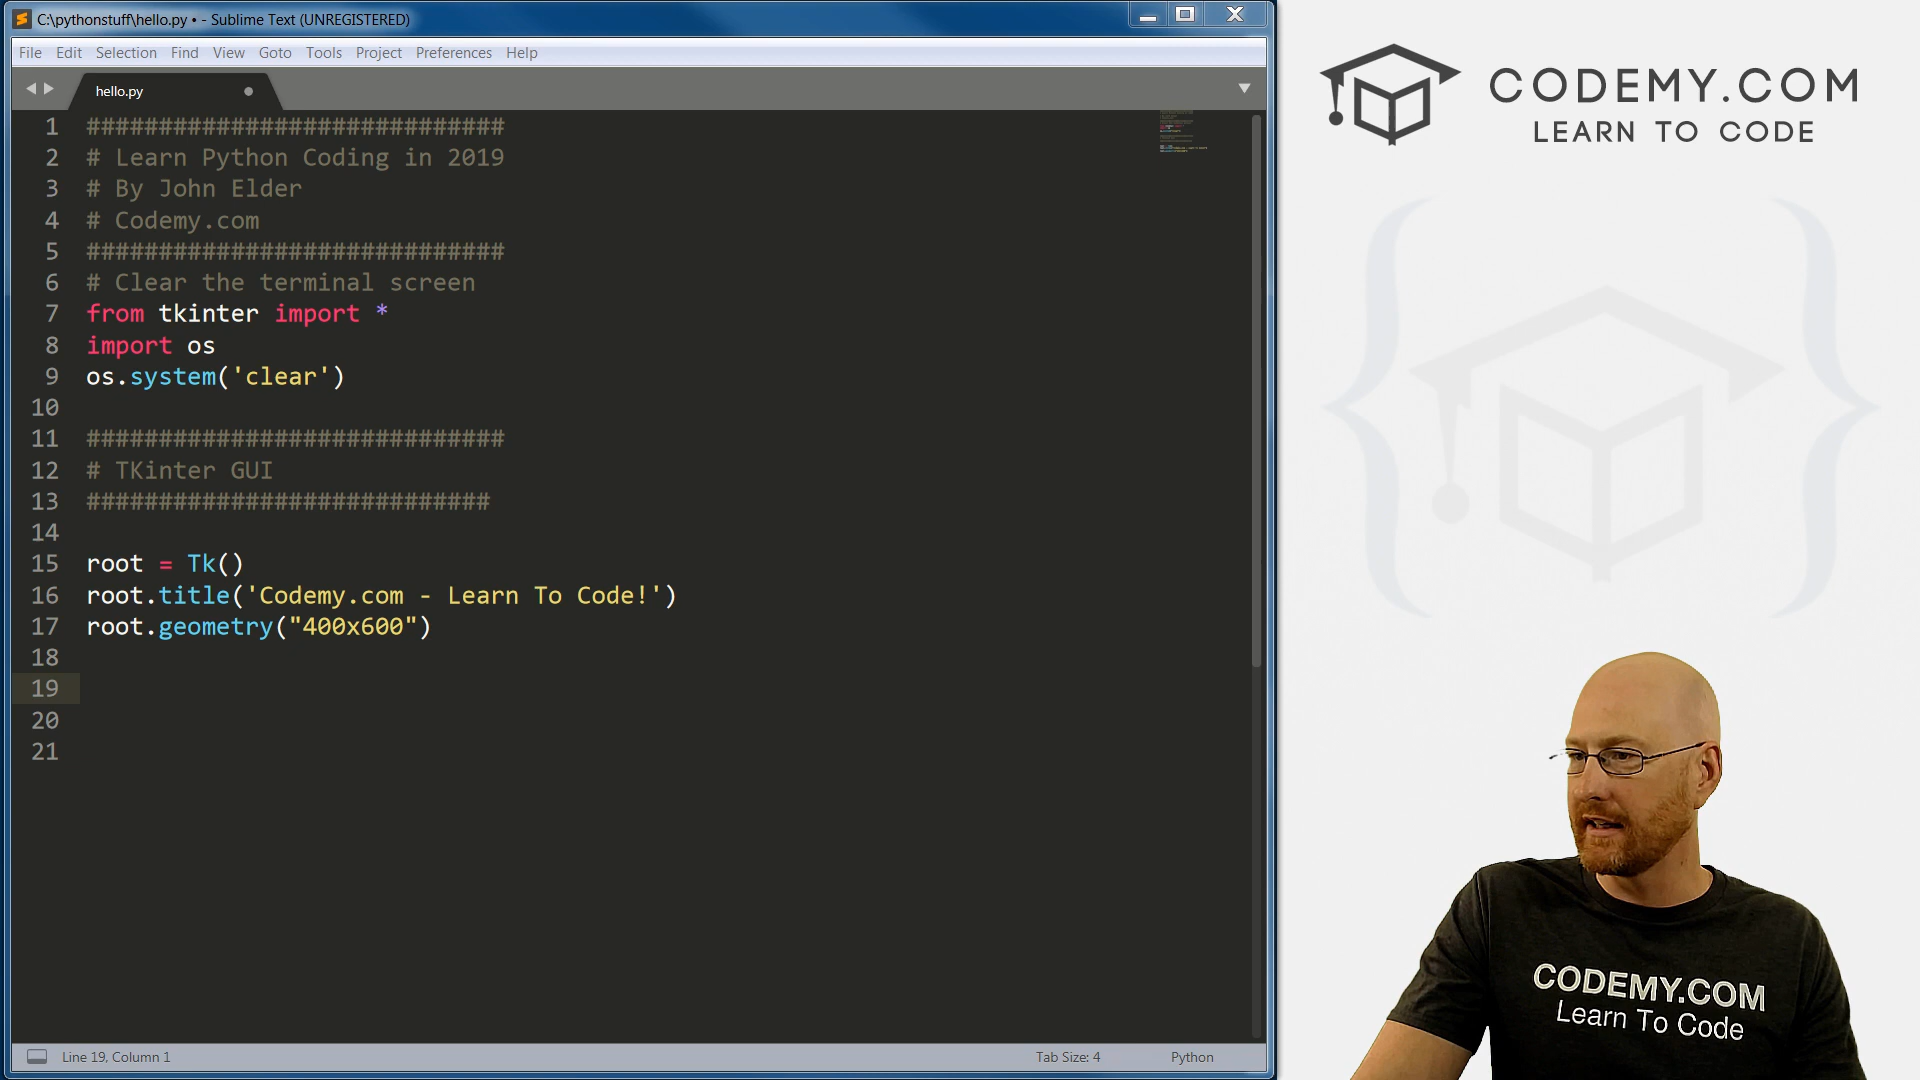 C:\pythonstuff\hello.py • - Sublime Text (UNREGISTERED)
File Edit Selection Find View Goto Tools Project Preferences Help
hello.py
1 #############################
2 # Learn Python Coding in 2019
3 # By John Elder
4 # Codemy.com
5 #############################
6 # Clear the terminal screen
7 from tkinter import *
8 import os
9 os.system('clear')
10
11 #############################
12 # TKinter GUI
13 ############################
14
15 root = Tk()
16 root.title('Codemy.com - Learn To Code!')
17 root.geometry("400x600")
18
19
20
21
Line 19, Column 1
Tab Size: 4
Python
CODEMY.COM
LEARN TO CODE
CODEMY.COM
Learn To Code